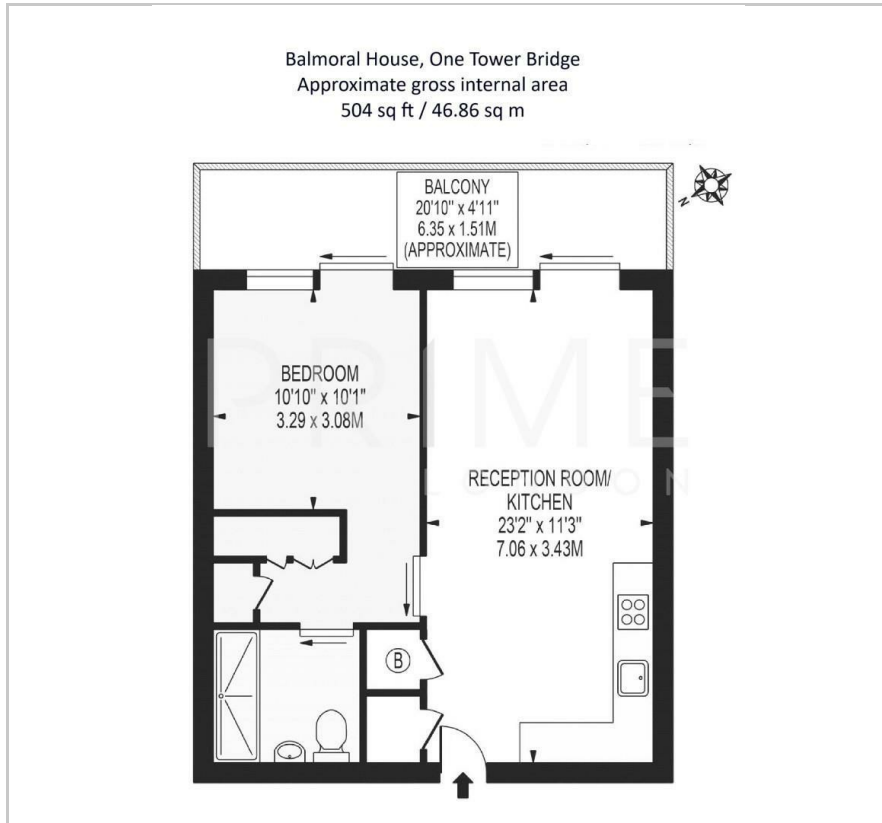 Balmoral House, One Tower Bridge
Approximate gross internal area
504 sq ft / 46.86 sq m
BALCONY
20'10" x 4'11"
6.35 x 1.51M
(APPROXIMATE)
N
BEDROOM
10'10" x 10'1"
3.29 x 3.08M
PRIME
LONDON
RECEPTION ROOM/
KITCHEN
23'2" x 11'3"
7.06 x 3.43M
B